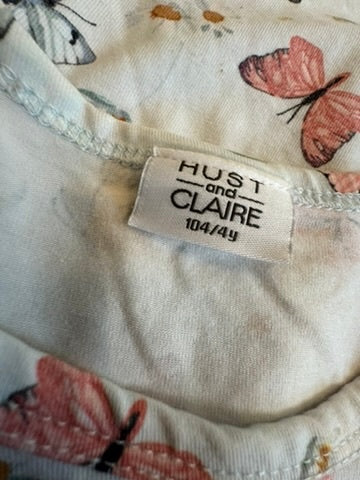 HUST
and
CLAIRE
104/4y